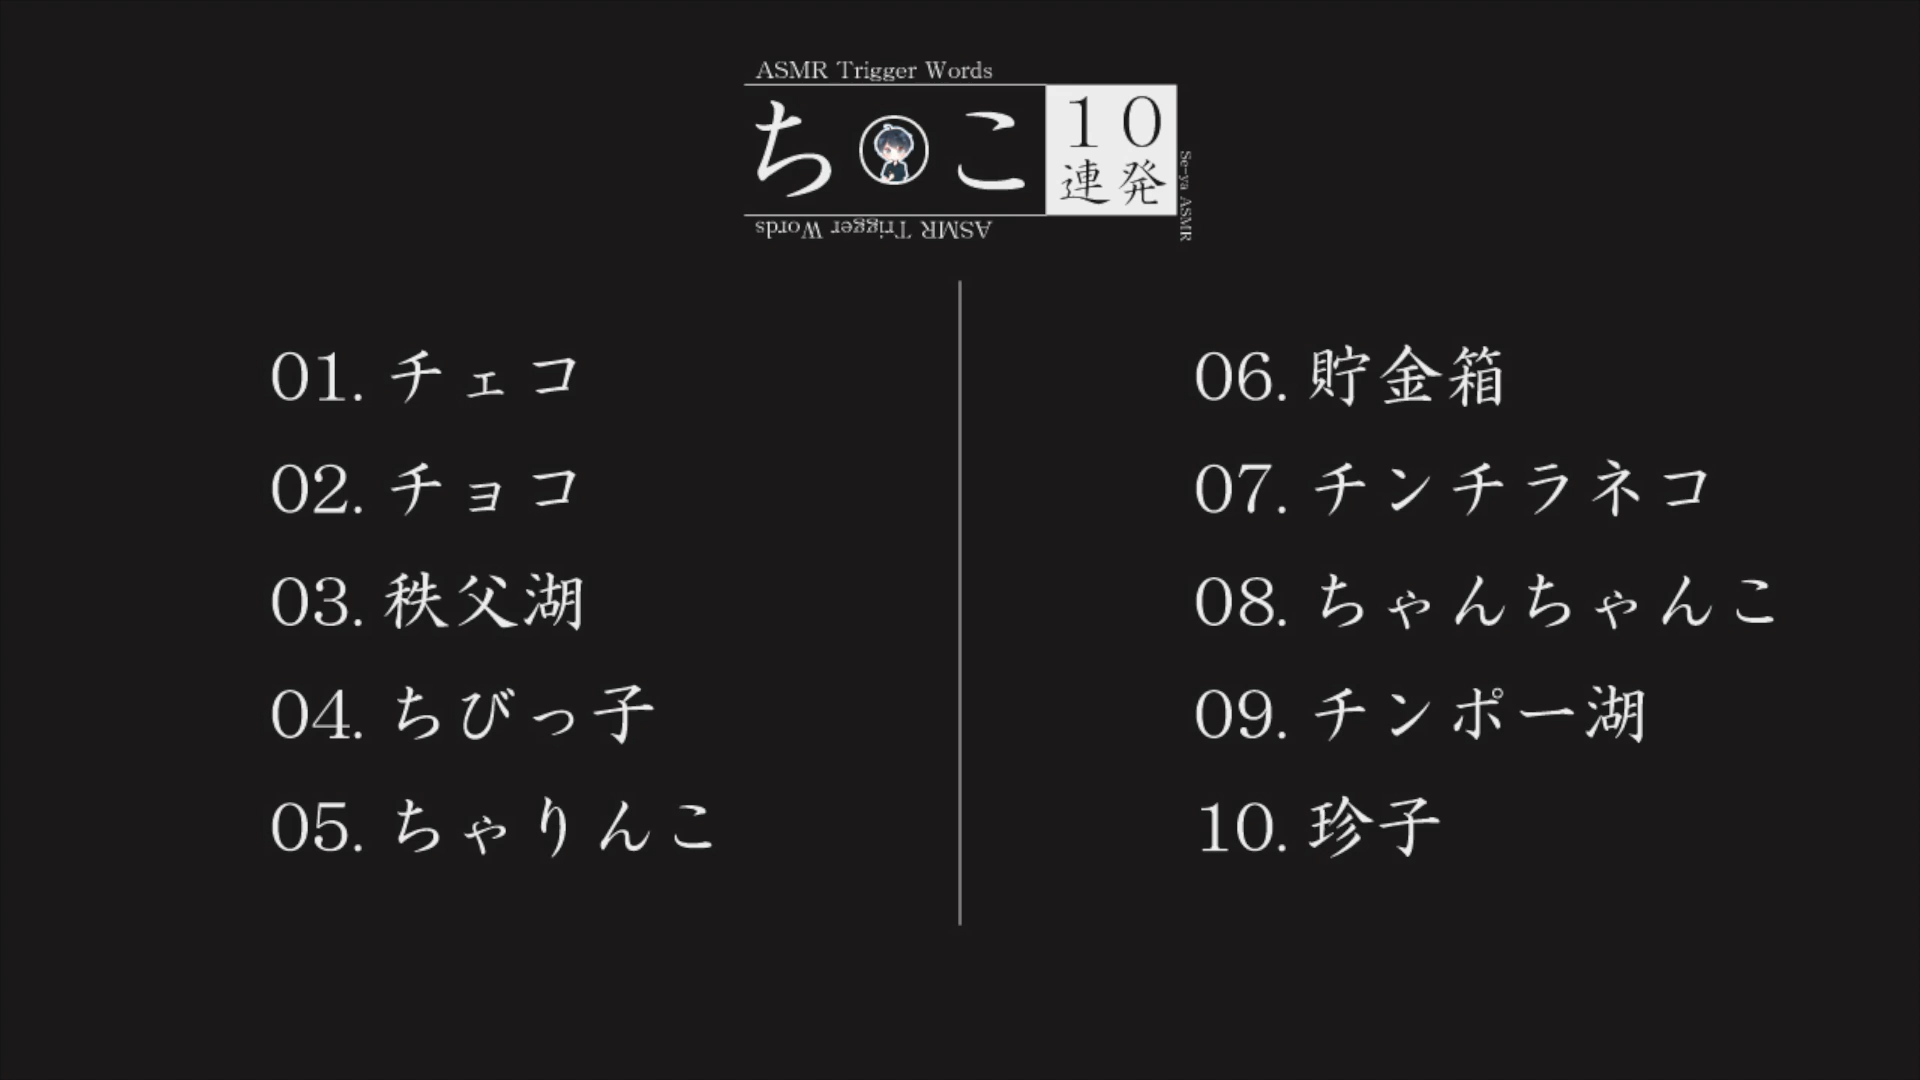 ASMR Trigger Words
ち こ
10
連発
ASMR Trigger Words
Se-ya ASMR
01. チェコ
02. チョコ
03. 秩父湖
04. ちびっ子
05. ちゃりんこ
06. 貯金箱
07. チンチラネコ
08. ちゃんちゃんこ
09. チンポー湖
10. 珍子